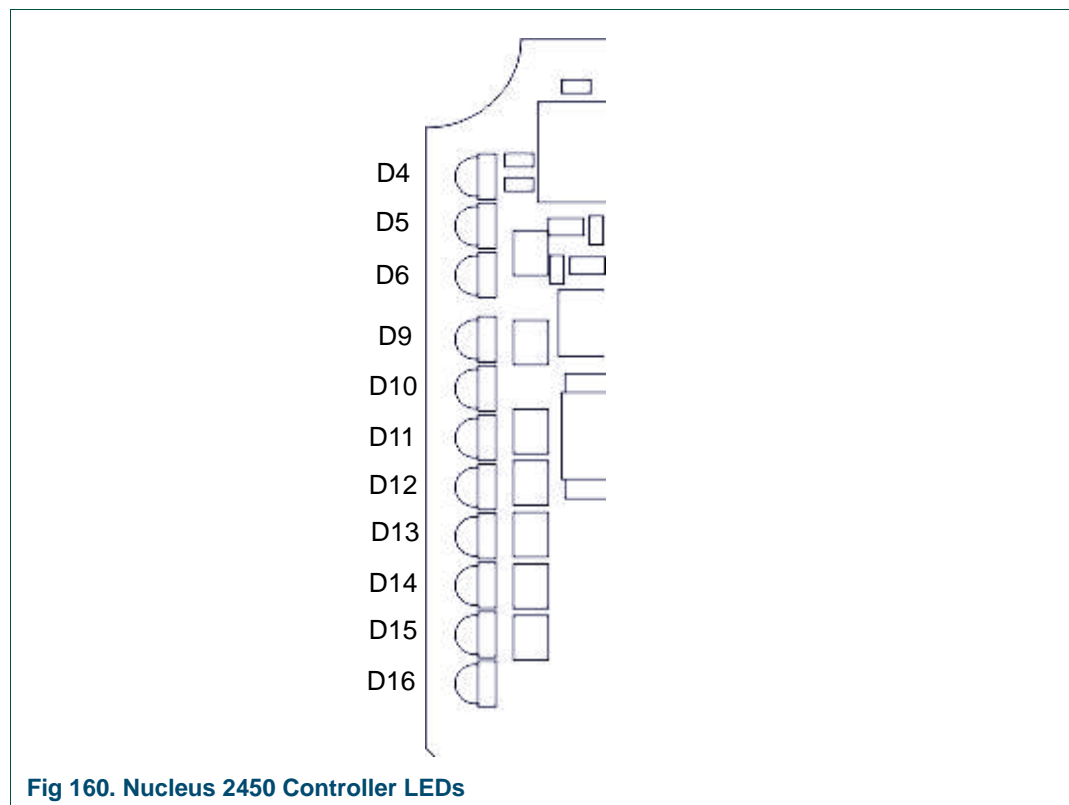 D4
D5
D6
D9
D10
D11
D12
D13
D14
D15
D16
Fig 160. Nucleus 2450 Controller LEDs